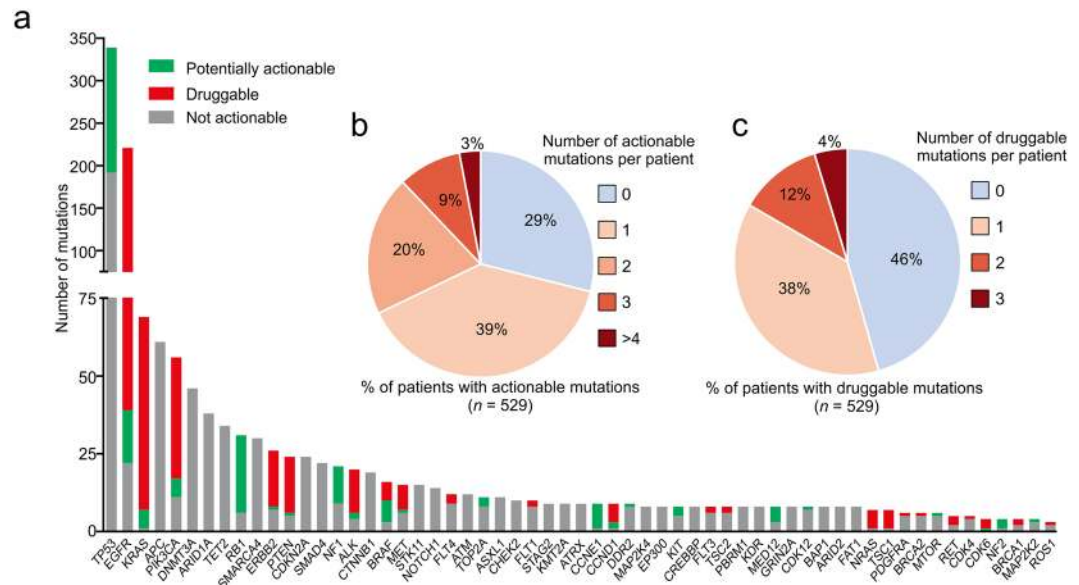 a
350
300
250
200
150
100
75
50
25
0
Number of mutations
Potentially actionable
Druggable
Not actionable
b
Number of actionable
mutations per patient
3%
9%
20%
29%
39%
0
1
2
3
>4
% of patients with actionable mutations
(n = 529)
c
Number of druggable
mutations per patient
4%
12%
38%
46%
0
1
2
3
% of patients with druggable mutations
(n = 529)
TP53
EGFR
KRAS
APC
PIK3CA
DNMT3A
ARID1A
TET2
RB1
SMARCA4
ERBB2
PTEN
CDKN2A
SMAD4
NF1
ALK
CTNNB1
BRAF
MET
STK11
NOTCH1
FLT4
ATM
TOP2A
ASXL1
CHEK2
FLT1
STAG2
KMT2A
ATRX
CCNE1
CCND1
DDR2
MAP2K4
EP300
KIT
CREBBP
FLT3
TSC2
PBRM1
KDR
MED12
GRIN2A
CDK12
BAP1
ARID2
FAT1
NRAS
TSC1
PDGFRA
BRCA2
MTOR
RET
CDK4
CDK6
NF2
BRCA1
MAP2K2
ROS1